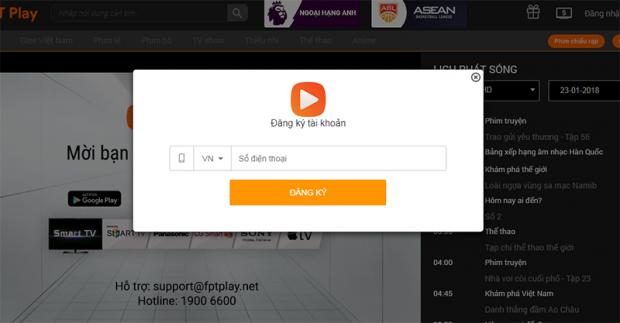 T Play
Nhập nội dung cần tìm...
NGOẠI HẠNG ANH
ABL
ASEAN
BASKETBALL LEAGUE
Đăng nhậ
Giee Việt Nam
Phim lẻ
Phim bộ
TV show
Thiếu nhi
Thể thao
Anime
Phim chiếu rạp
LỊCH PHÁT SÓNG
HD
23-01-2018
Đăng ký tài khoản
VN
Số điện thoại
ĐĂNG KÝ
Mời bạn
Google Play
Smart TV
Panasonic
LG Smart
SONY
tv
Hỗ trợ: support@fptplay.net
Hotline: 1900 6600
Phim truyện
Trao gửi yêu thương - Tập 56
Bảng xếp hạng âm nhạc Hàn Quốc
Khám phá thế giới
Loài ngựa vùng sa mạc Namib
Hôm nay ai đến?
Số 2
Thể thao
Tạp chí thể thao thế giới
04:00
Phim truyện
Nhà voi còi cuối phố - Tập 23
04:45
Khám phá Việt Nam
Danh thắng đầm Ao Châu